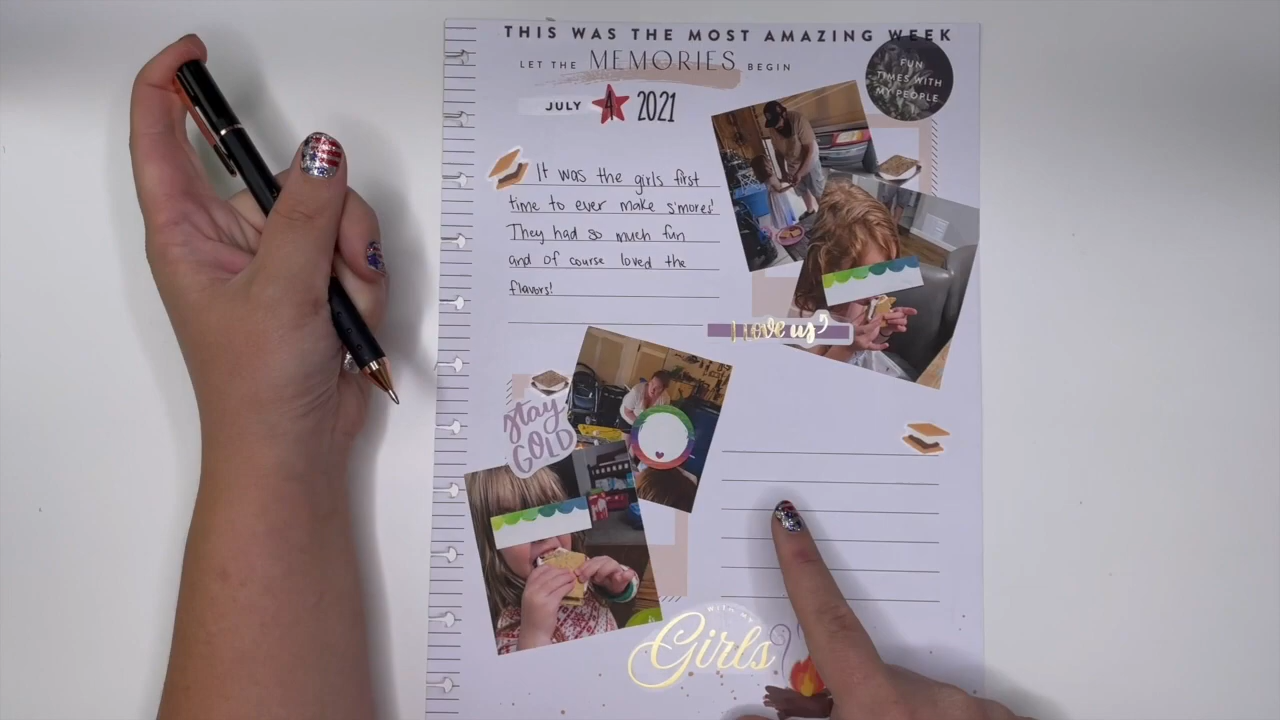 THIS WAS THE MOST AMAZING WEEK
LET THE MEMORIES BEGIN
FUN
TIMES WITH
MY PEOPLE
JULY 4 2021
It was the girls first
time to ever make s'mores!
They had so much fun
and of course loved the
flavors!
I Love us
stay
GOLD
with my
Girls